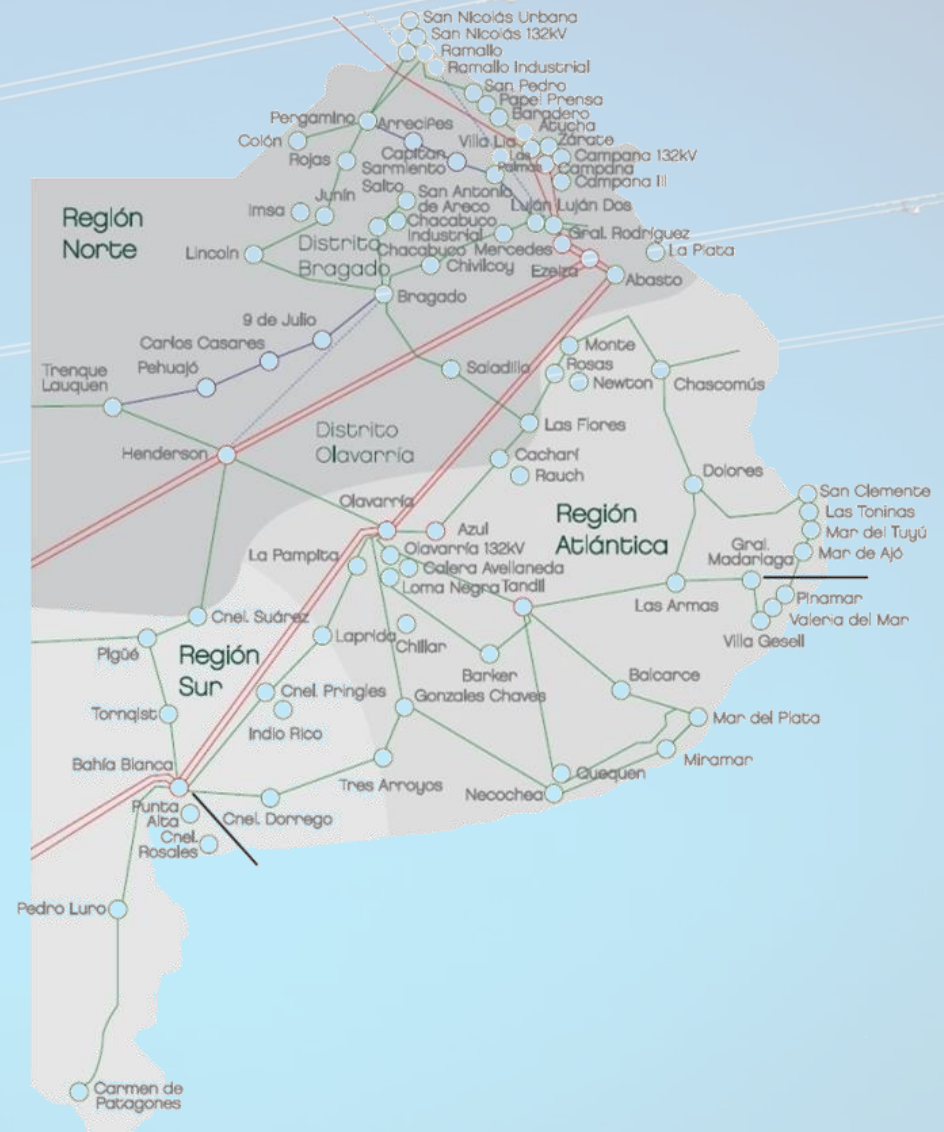 San Nicolás Urbana
San Nicolás 132kV
Ramallo
Ramallo Industrial
San Pedro
Papel Prensa
Baradero
Atucha
Pergamino
Arrecifes
Villa Lia
Zárate
Colón
Rojas
Capitan
Sarmiento
Las
Palmas
Campana 132kV
Campana
Campana III
Salto
San Antonio
de Areco
Junín
Imsa
Chacabuco
Industrial
Luján
Luján Dos
Región
Norte
Lincoln
Distrito
Bragado
Chacabuco
Mercedes
Gral. Rodríguez
La Plata
Chivilcoy
Ezeiza
Abasto
Bragado
9 de Julio
Carlos Casares
Pehuajó
Trenque
Lauquen
Saladillo
Monte
Rosas
Newton
Chascomús
Henderson
Distrito
Olavarría
Las Flores
Cacharí
Rauch
Dolores
Olavarría
Azul
Región
Atlántica
San Clemente
Las Toninas
Mar del Tuyú
Mar de Ajó
La Pampita
Olavarría 132kV
Calera Avellaneda
Loma Negra
Tandil
Gral.
Madariaga
Las Armas
Pinamar
Valeria del Mar
Villa Gesell
Cnel. Suárez
Pigüé
Región
Sur
Laprida
Chillar
Barker
Balcarce
Cnel. Pringles
Indio Rico
Gonzales Chaves
Tornqist
Mar del Plata
Miramar
Bahía Blanca
Tres Arroyos
Quequen
Necochea
Punta
Alta
Cnel. Dorrego
Cnel.
Rosales
Pedro Luro
Carmen de
Patagones